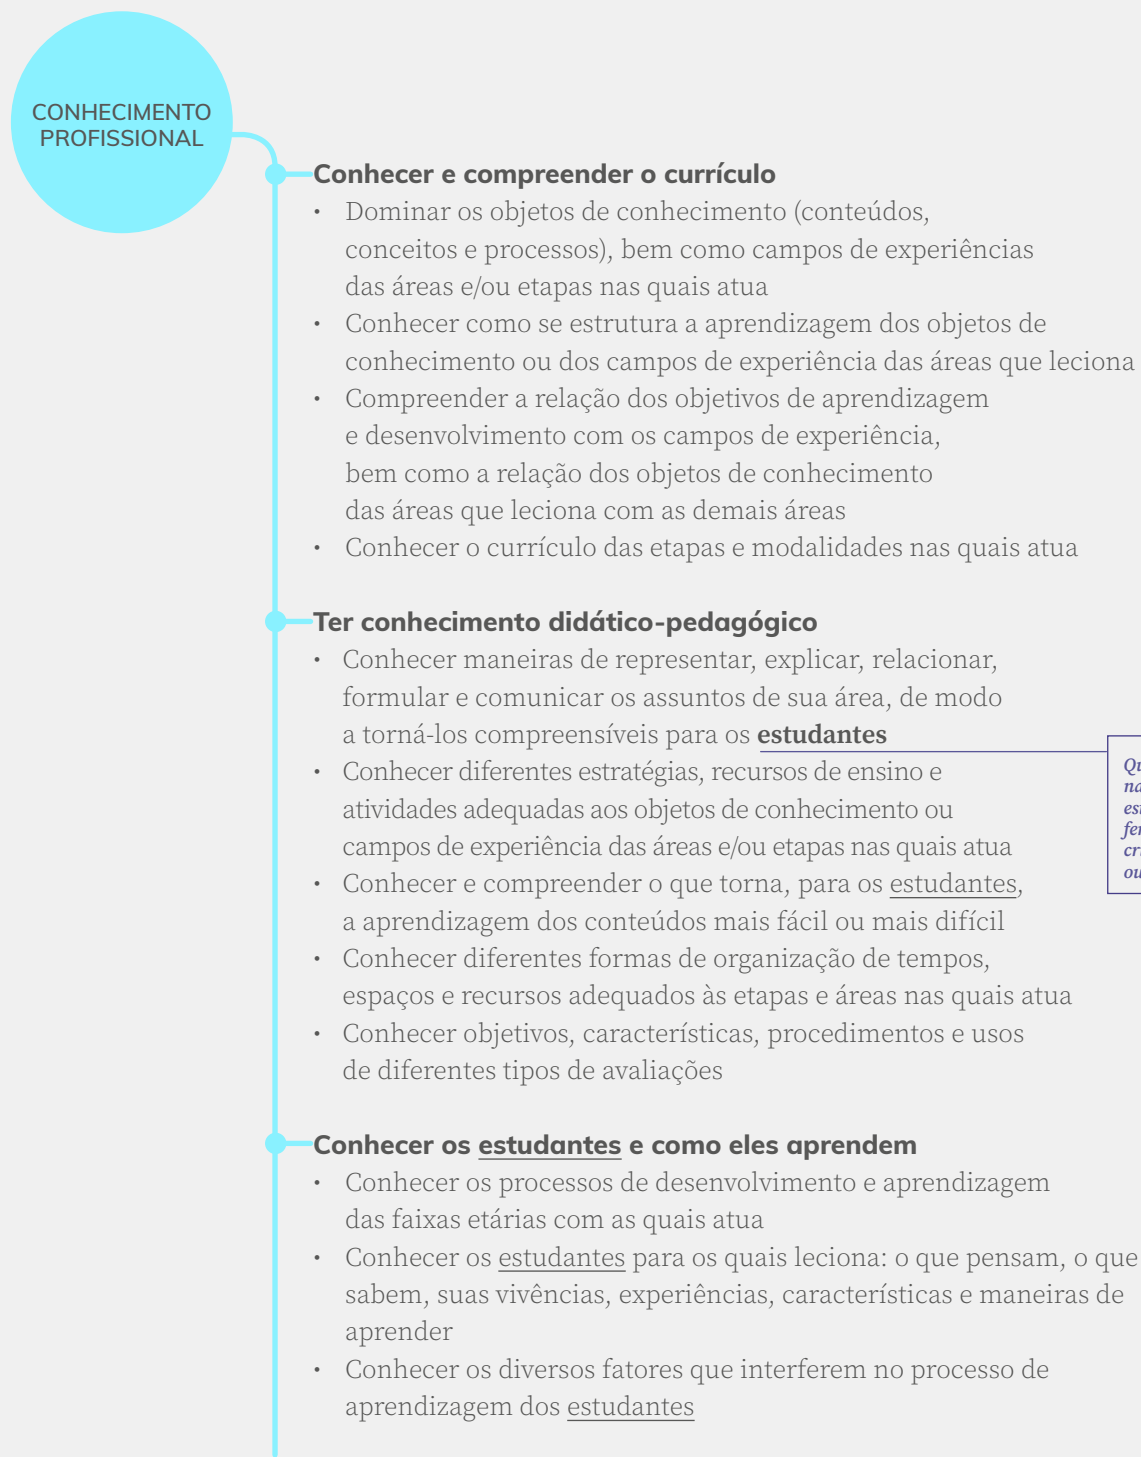 CONHECIMENTO
PROFISSIONAL
Conhecer e compreender o currículo
• Dominar os objetos de conhecimento (conteúdos,
conceitos e processos), bem como campos de experiências
das áreas e/ou etapas nas quais atua
• Conhecer como se estrutura a aprendizagem dos objetos de
conhecimento ou dos campos de experiência das áreas que leciona
• Compreender a relação dos objetivos de aprendizagem
e desenvolvimento com os campos de experiência,
bem como a relação dos objetos de conhecimento
das áreas que leciona com as demais áreas
• Conhecer o currículo das etapas e modalidades nas quais atua
Ter conhecimento didático-pedagógico
• Conhecer maneiras de representar, explicar, relacionar,
formular e comunicar os assuntos de sua área, de modo
a torná-los compreensíveis para os estudantes
• Conhecer diferentes estratégias, recursos de ensino e
atividades adequadas aos objetos de conhecimento ou
campos de experiência das áreas e/ou etapas nas quais atua
• Conhecer e compreender o que torna, para os estudantes,
a aprendizagem dos conteúdos mais fácil ou mais difícil
• Conhecer diferentes formas de organização de tempos,
espaços e recursos adequados às etapas e áreas nas quais atua
• Conhecer objetivos, características, procedimentos e usos
de diferentes tipos de avaliações
Conhecer os estudantes e como eles aprendem
• Conhecer os processos de desenvolvimento e aprendizagem
das faixas etárias com as quais atua
• Conhecer os estudantes para os quais leciona: o que pensam, o que
sabem, suas vivências, experiências, características e maneiras de
aprender
• Conhecer os diversos fatores que interferem no processo de
aprendizagem dos estudantes